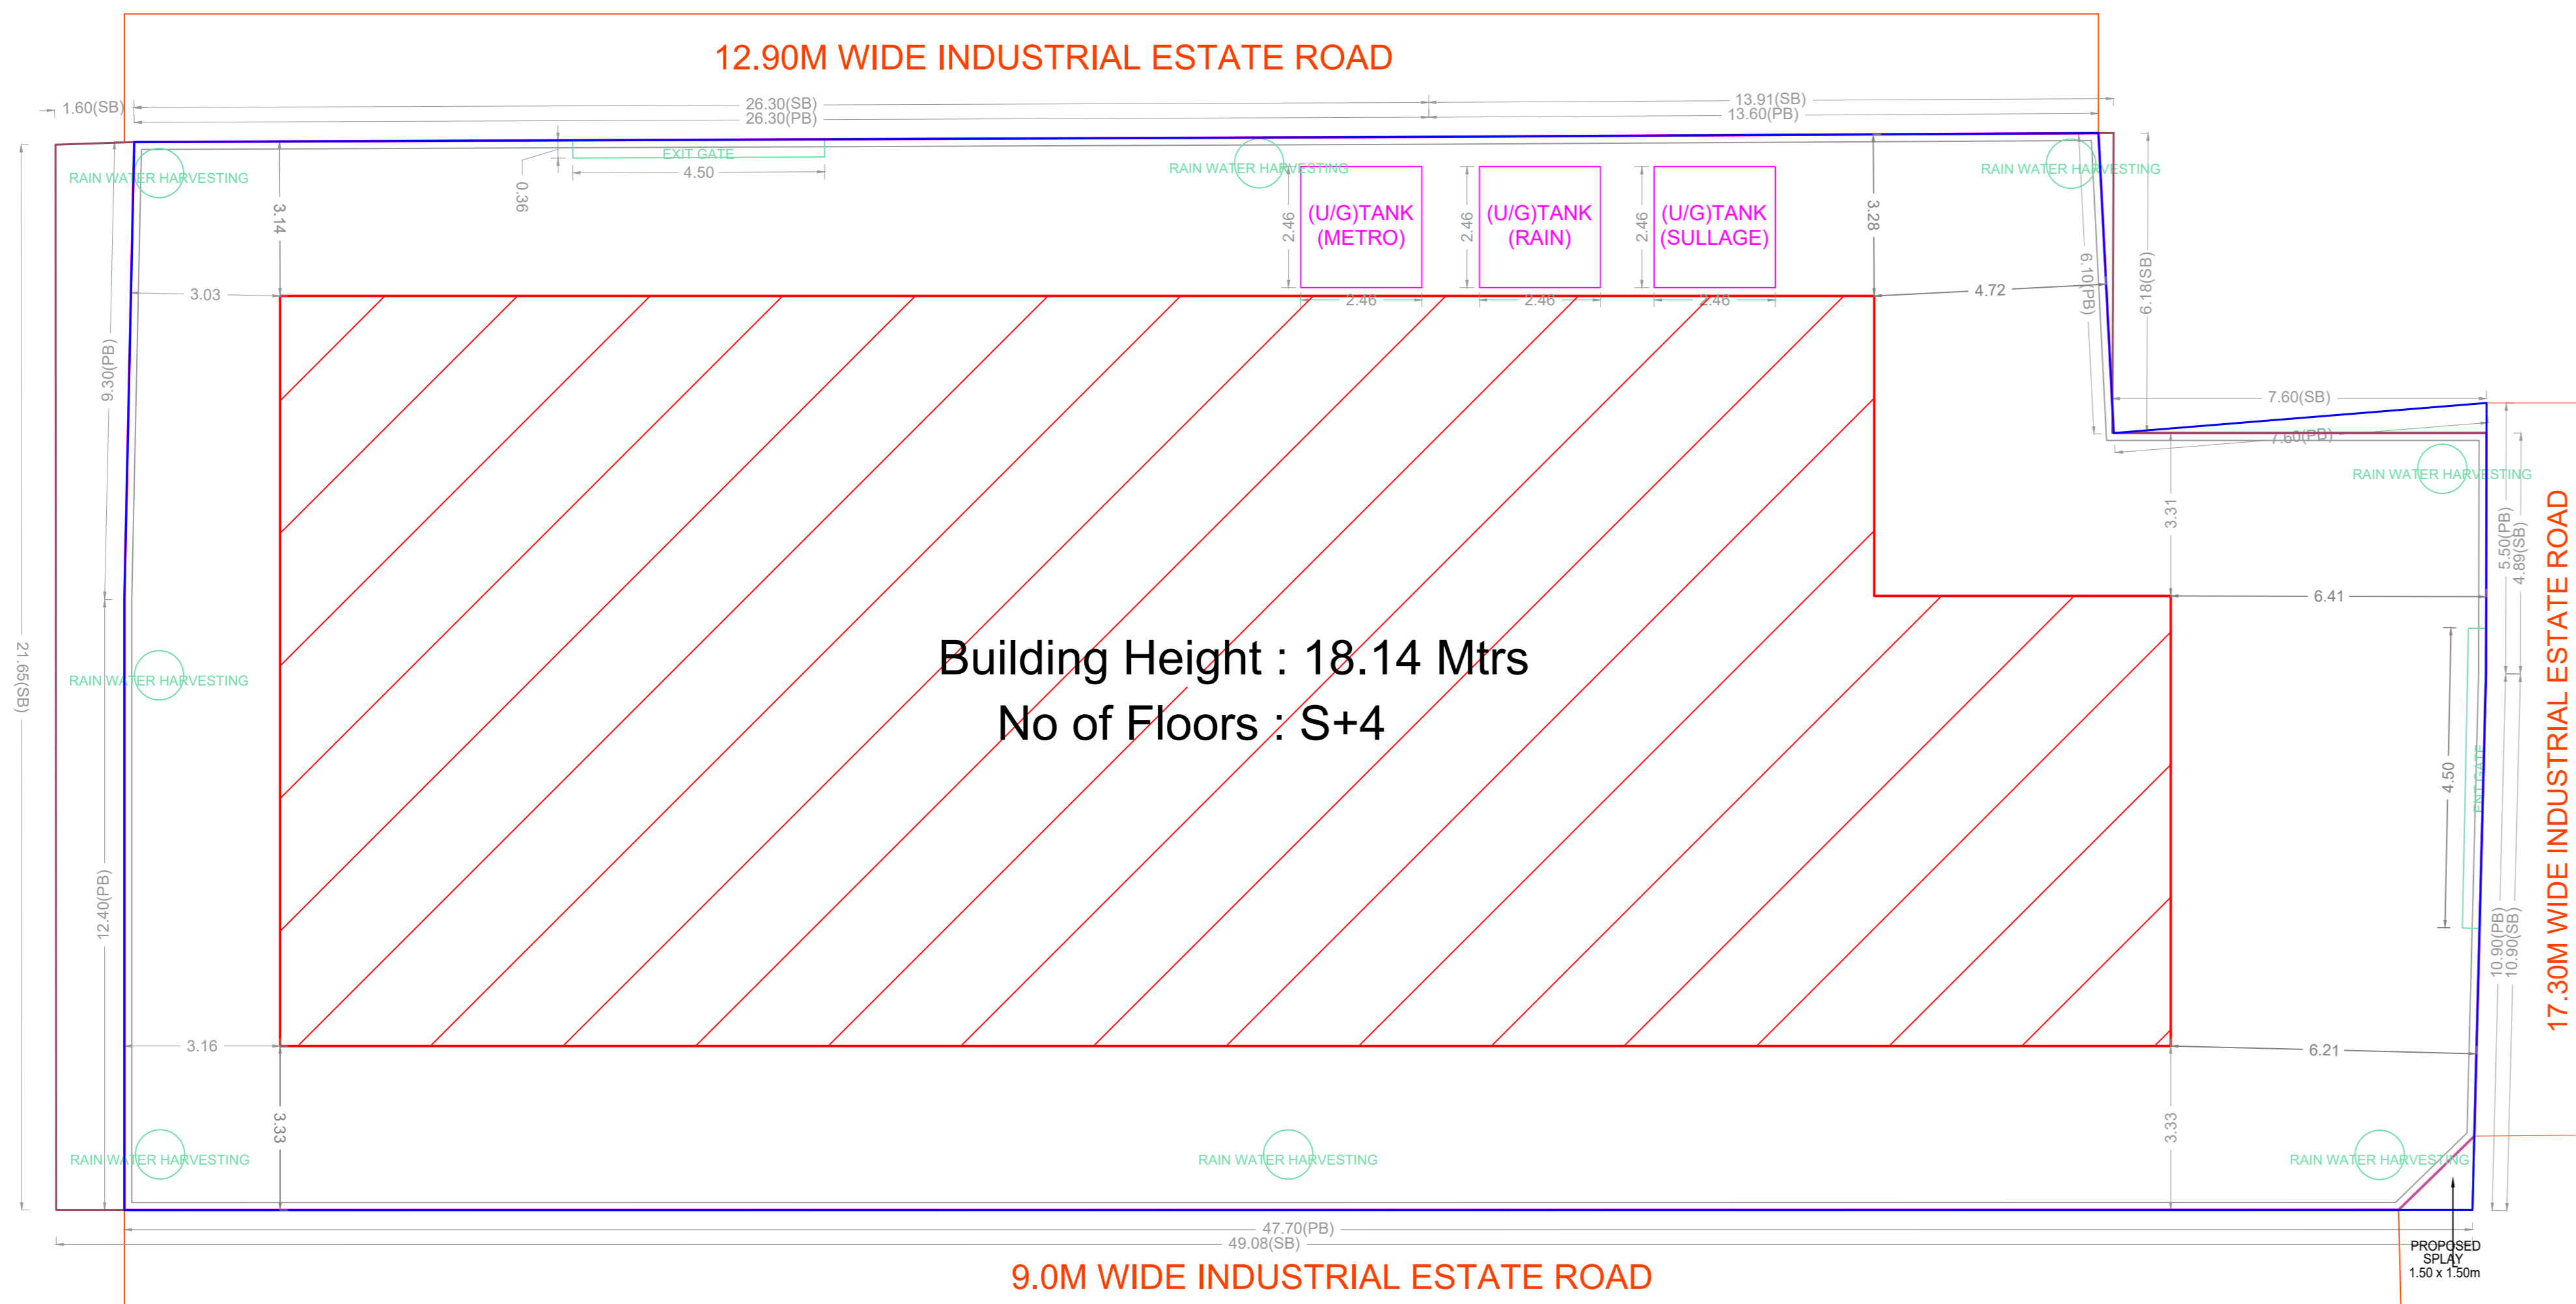 12.90M WIDE INDUSTRIAL ESTATE ROAD
1.60(SB)
26.30(SB)
13.91(SB)
26.30(PB)
13.60(PB)
EXIT GATE
4.50
0.36
RAIN WATER HARVESTING
RAIN WATER HARVESTING
RAIN WATER HARVESTING
3.14
2.46
(U/G)TANK
(METRO)
2.46
2.46
(U/G)TANK
(RAIN)
2.46
2.46
(U/G)TANK
(SULLAGE)
2.46
3.28
6.10(PB)
6.18(SB)
3.03
4.72
9.30(PB)
7.60(SB)
7.60(PB)
RAIN WATER HARVESTING
3.31
5.50(PB)
4.89(SB)
6.41
17.30M WIDE INDUSTRIAL ESTATE ROAD
21.65(SB)
RAIN WATER HARVESTING
Building Height : 18.14 Mtrs
No of Floors : S+4
4.50
ENT.GATE
12.40(PB)
10.90(PB)
10.90(SB)
3.16
6.21
3.33
3.33
RAIN WATER HARVESTING
RAIN WATER HARVESTING
RAIN WATER HARVESTING
47.70(PB)
49.08(SB)
PROPOSED
SPLAY
1.50 x 1.50m
9.0M WIDE INDUSTRIAL ESTATE ROAD